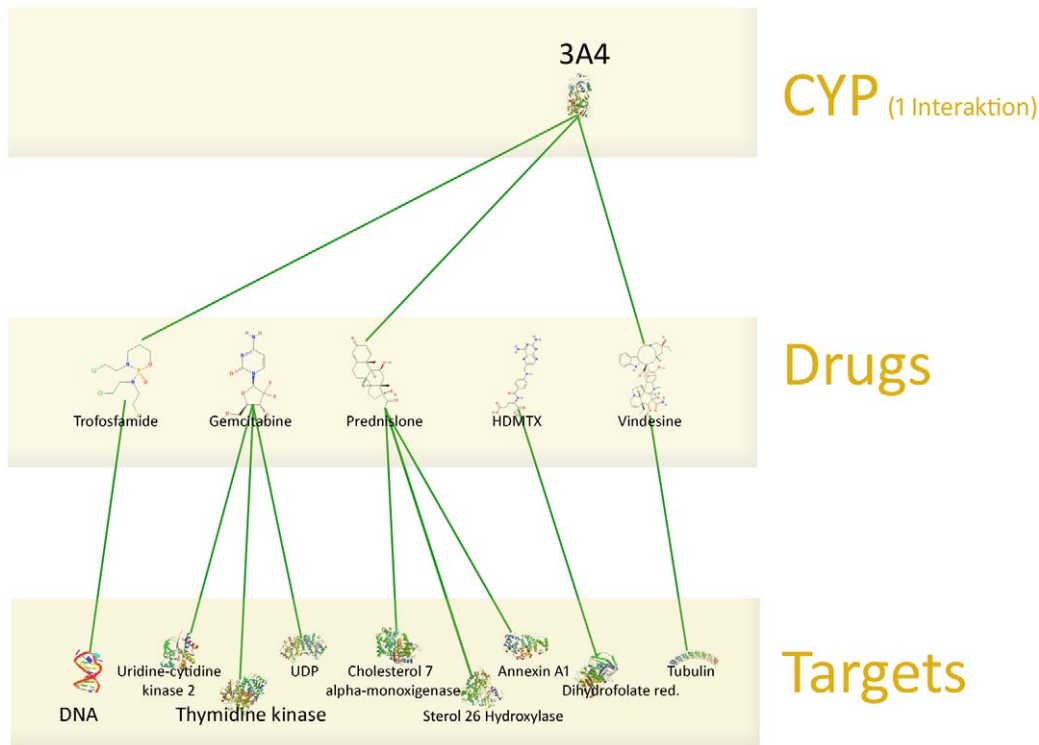 3A4
CYP (1 Interaktion)
Drugs
Trofosfamide
Gemcitabine
Prednislone
HDMTX
Vindesine
Uridine-cytidine
kinase 2
UDP
Cholesterol 7
alpha-monoxigenase
Annexin A1
Dihydrofolate red.
Tubulin
DNA
Thymidine kinase
Sterol 26 Hydroxylase
Targets